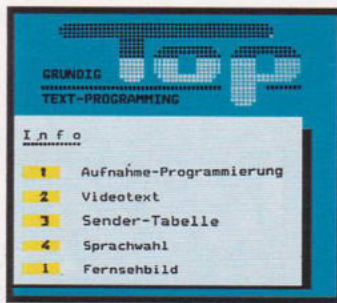 Top
GRUNDIG
TEXT-PROGRAMMING
Info
1 Aufnahme-Programmierung
2 Videotext
3 Sender-Tabelle
4 Sprachwahl
i Fernsehbild